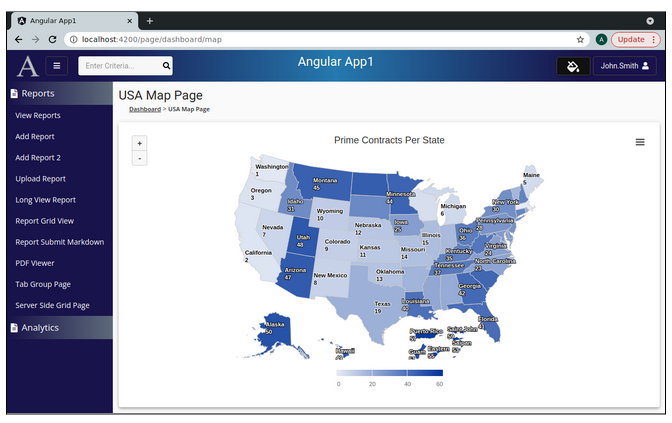 Angular App1
localhost:4200/page/dashboard/map
A
Update
A
Enter Criteria...
Angular App1
John.Smith
Reports
View Reports
Add Report
Add Report 2
Upload Report
Long View Report
Report Grid View
Report Submit Markdown
PDF Viewer
Tab Group Page
Server Side Grid Page
Analytics
USA Map Page
Dashboard > USA Map Page
+
-
Prime Contracts Per State
Washington
1
Oregon
3
California
2
Nevada
7
Idaho
31
Montana
45
Wyoming
10
Utah
48
Colorado
9
Arizona
47
New Mexico
8
Nebraska
12
Kansas
11
Oklahoma
13
Texas
19
Minnesota
44
Iowa
25
Missouri
14
Louisiana
Illinois
15
Michigan
6
Ohio
36
Kentucky
35
Tennessee
37
Georgia
42
Florida
North Carolina
Virginia
Pennsylvania
28
New York
30
Maine
5
Alaska
50
Hawaii
Puerto Rico
Saint John
Saipan
Guam
Eastern
0
20
40
60